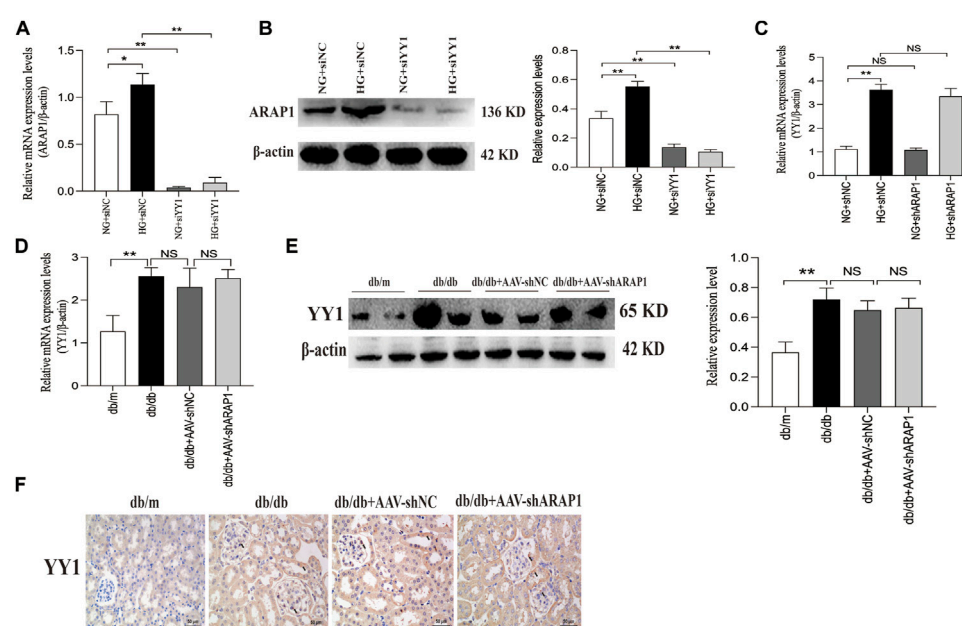 A
Relative mRNA expression levels
(ARAP1/β-actin)
1.5
1.0
0.5
0.0
*
**
**
NG+siNC
HG+siNC
NG+siYY1
HG+siYY1
B
NG+siNC
HG+siNC
NG+siYY1
HG+siYY1
ARAP1
136 KD
β-actin
42 KD
Relative expression levels
0.8
0.6
0.4
0.2
0.0
**
**
**
NG+siNC
HG+siNC
NG+siYY1
HG+siYY1
C
Relative mRNA expression levels
(YY1/β-actin)
5
4
3
2
1
0
**
NS
NS
NG+shNC
HG+shNC
NG+shARAP1
HG+shARAP1
D
Relative mRNA expression levels
(YY1/β-actin)
3
2
1
0
**
NS
NS
db/m
db/db
db/db+AAV-shNC
db/db+AAV-shARAP1
E
db/m
db/db
db/db+AAV-shNC
db/db+AAV-shARAP1
YY1
65 KD
β-actin
42 KD
Relative expression level
1.0
0.8
0.6
0.4
0.2
0.0
**
NS
NS
db/m
db/db
db/db+AAV-shNC
db/db+AAV-shARAP1
F
db/m
db/db
db/db+AAV-shNC
db/db+AAV-shARAP1
YY1
50 μm
50 μm
50 μm
50 μm